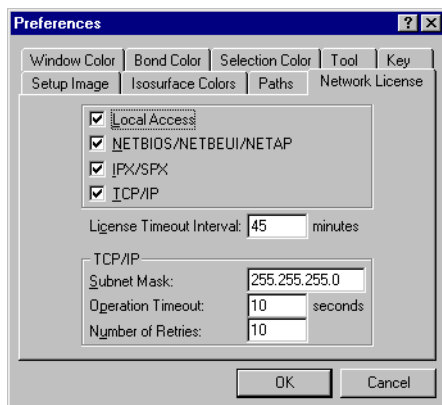 Preferences
Window Color Bond Color Selection Color Tool Key
Setup Image Isosurface Colors Paths Network License
Local Access
NETBIOS/NETBEUI/NETAP
IPX/SPX
TCP/IP
License Timeout Interval: 45 minutes
TCP/IP
Subnet Mask: 255.255.255.0
Operation Timeout: 10 seconds
Number of Retries: 10
OK Cancel